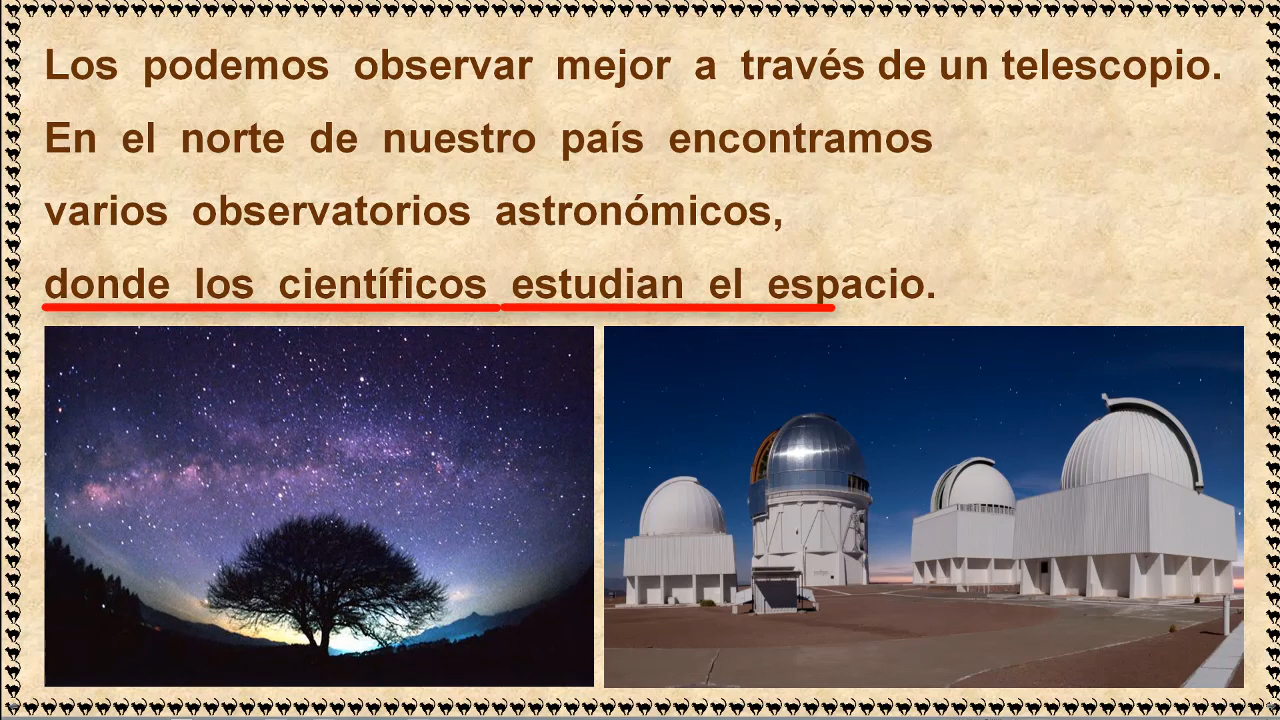 Los podemos observar mejor a través de un telescopio.
En el norte de nuestro país encontramos
varios observatorios astronómicos,
donde los científicos estudian el espacio.